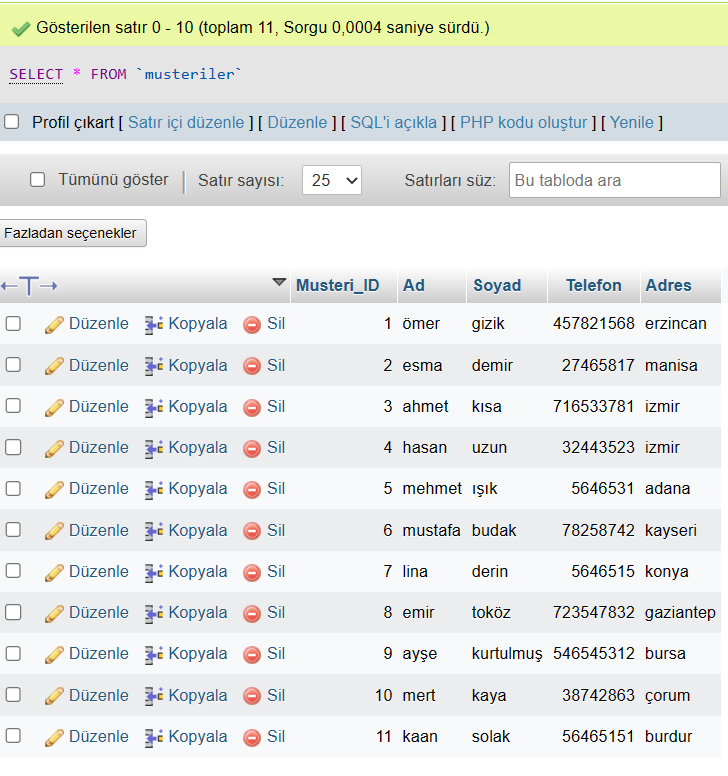 Gösterilen satır 0 - 10 (toplam 11, Sorgu 0,0004 saniye sürdü.)
SELECT * FROM `musteriler`
Profil çıkart [ Satır içi düzenle ] [ Düzenle ] [ SQL'i açıkla ] [ PHP kodu oluştur ] [ Yenile ]
Tümünü göster Satır sayısı: 25 Satırları süz: Bu tabloda ara
Fazladan seçenekler
←T→ Musteri_ID Ad Soyad Telefon Adres
Düzenle Kopyala Sil 1 ömer gizik 457821568 erzincan
Düzenle Kopyala Sil 2 esma demir 27465817 manisa
Düzenle Kopyala Sil 3 ahmet kısa 716533781 izmir
Düzenle Kopyala Sil 4 hasan uzun 32443523 izmir
Düzenle Kopyala Sil 5 mehmet ışık 5646531 adana
Düzenle Kopyala Sil 6 mustafa budak 78258742 kayseri
Düzenle Kopyala Sil 7 lina derin 5646515 konya
Düzenle Kopyala Sil 8 emir toköz 723547832 gaziantep
Düzenle Kopyala Sil 9 ayşe kurtulmuş 546545312 bursa
Düzenle Kopyala Sil 10 mert kaya 38742863 çorum
Düzenle Kopyala Sil 11 kaan solak 56465151 burdur